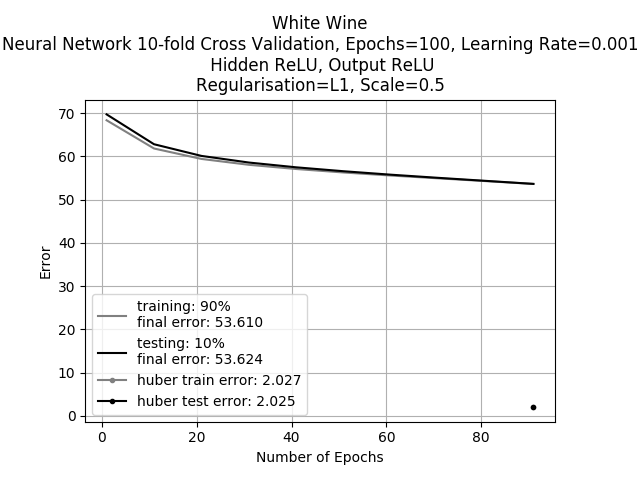 White Wine
Neural Network 10-fold Cross Validation, Epochs=100, Learning Rate=0.001
Hidden ReLU, Output ReLU
Regularisation=L1, Scale=0.5
70
60
50
40
30
20
10
0
Error
training: 90%
final error: 53.610
testing: 10%
final error: 53.624
huber train error: 2.027
huber test error: 2.025
0 20 40 60 80
Number of Epochs